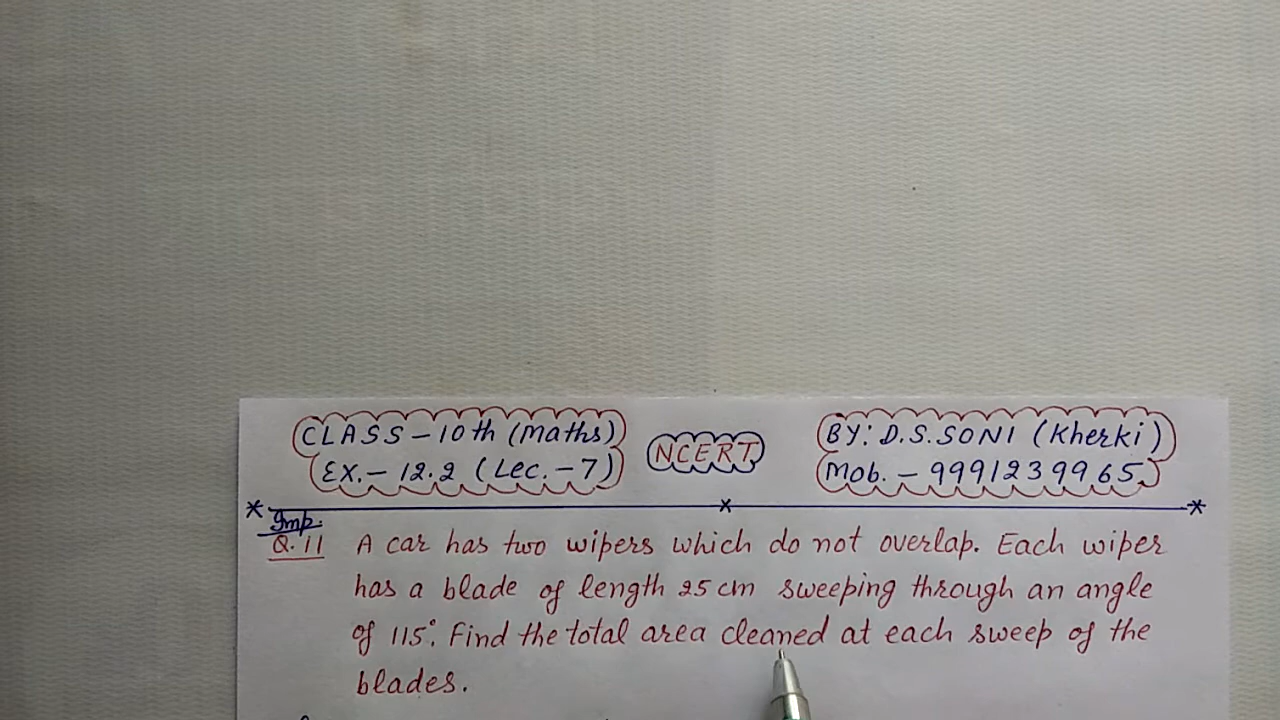 CLASS - 10th (Maths)
EX. - 12.2 (Lec. - 7)
NCERT
BY: D.S. SONI (Kherki)
Mob. - 9991239965
Imp.
Q.11 A car has two wipers which do not overlap. Each wiper
has a blade of length 25 cm sweeping through an angle
of 115°. Find the total area cleaned at each sweep of the
blades.